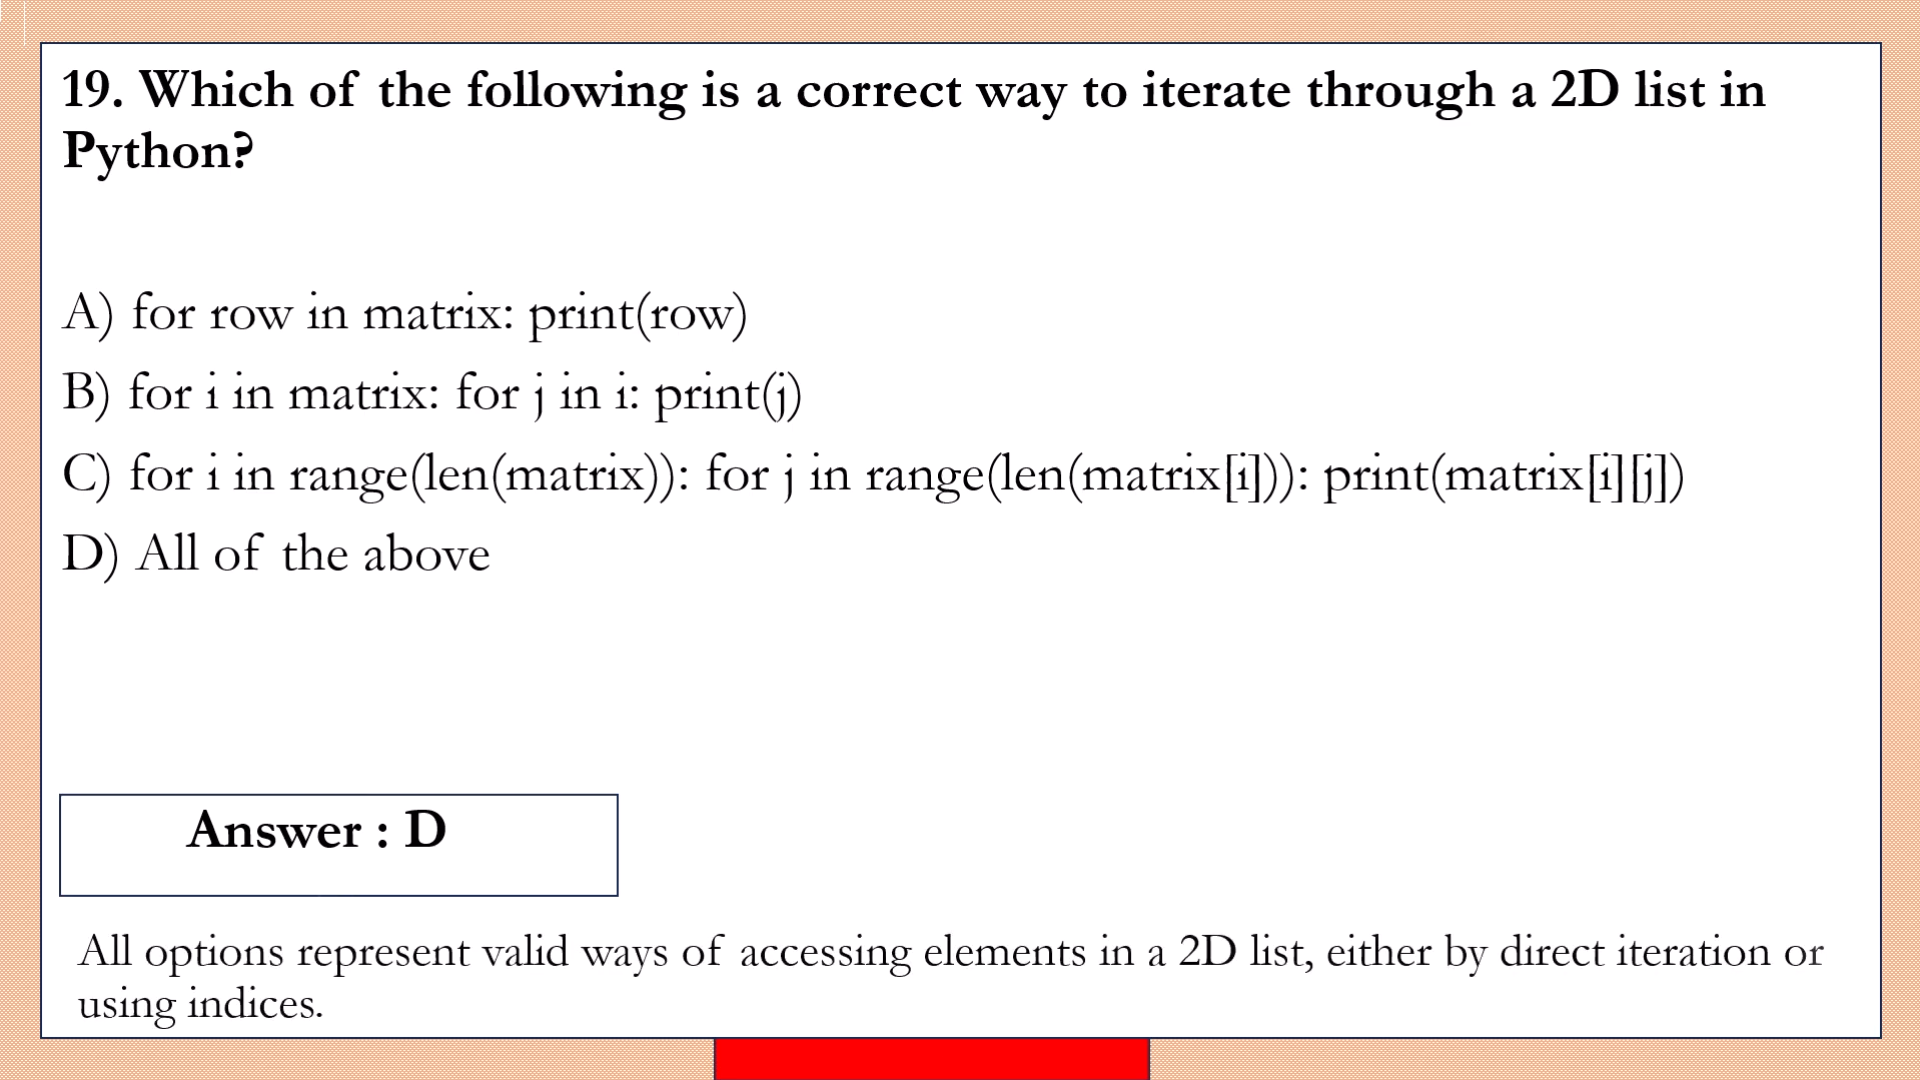 19. Which of the following is a correct way to iterate through a 2D list in
Python?
A) for row in matrix: print(row)
B) for i in matrix: for j in i: print(j)
C) for i in range(len(matrix)): for j in range(len(matrix[i])): print(matrix[i][j])
D) All of the above
Answer : D
All options represent valid ways of accessing elements in a 2D list, either by direct iteration or
using indices.